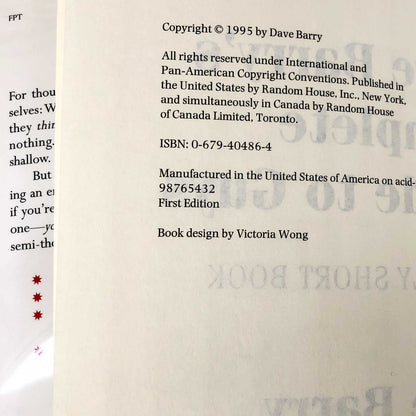 FPT
For thou
selves: W
they thin
nothing.
shallow.
But
ing an en
if you're
one—yo
semi-tho
Copyright © 1995 by Dave Barry
All rights reserved under International and
Pan-American Copyright Conventions. Published in
the United States by Random House, Inc., New York,
and simultaneously in Canada by Random House
of Canada Limited, Toronto.
ISBN: 0-679-40486-4
Manufactured in the United States of America on acid-
98765432
First Edition
Book design by Victoria Wong